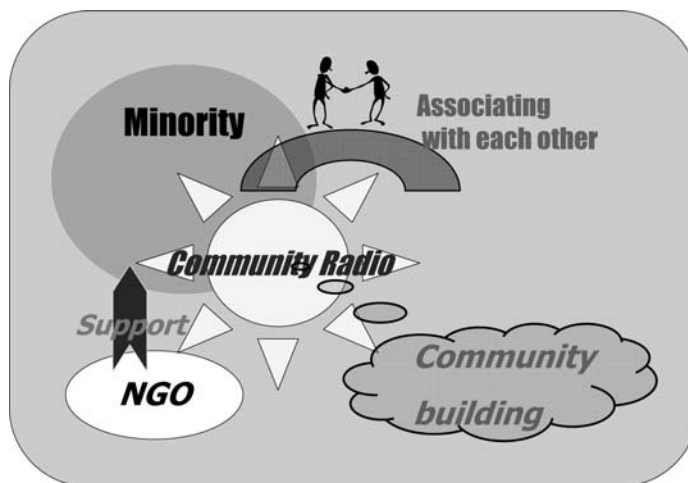 Minority
Associating
with each other
Community Radio
Support
NGO
Community
building